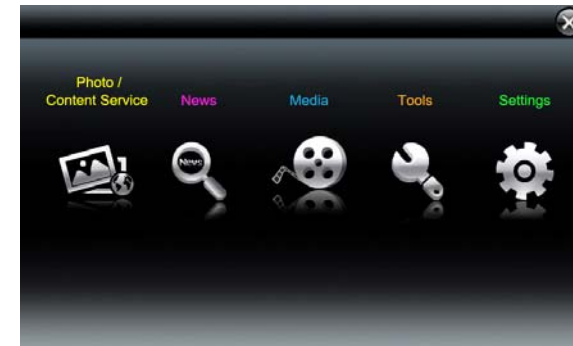 Photo /
Content Service
News
Media
Tools
Settings
News